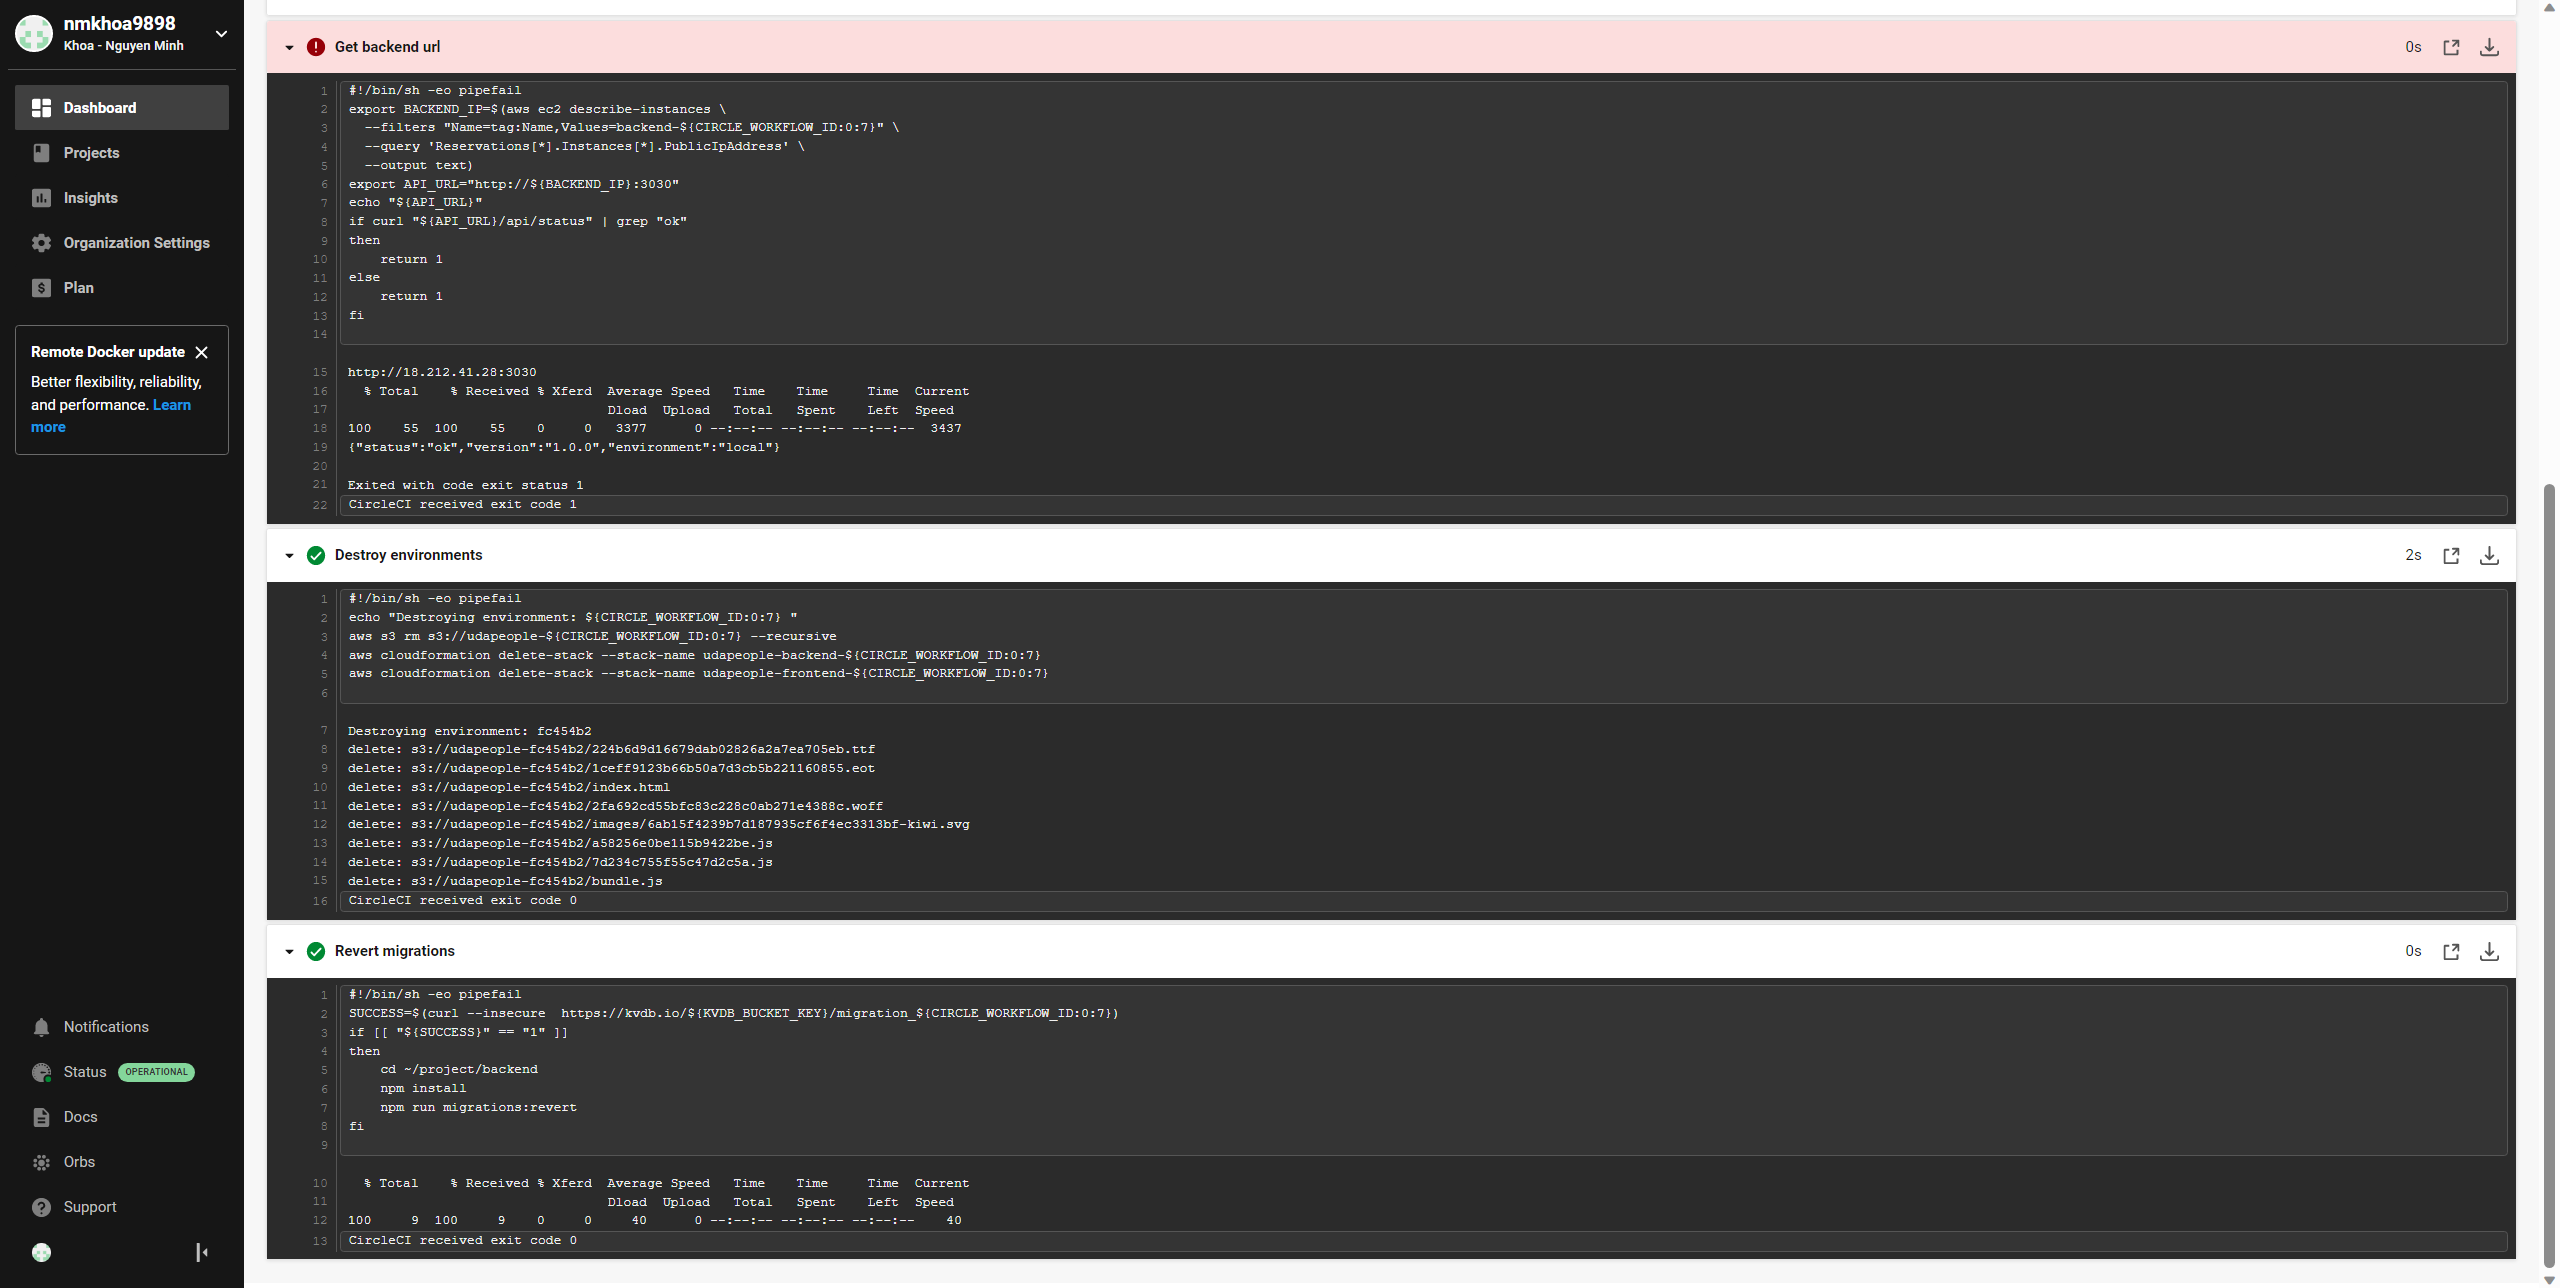 nmkhoa9898
Khoa - Nguyen Minh
Dashboard
Projects
Insights
Organization Settings
Plan
Remote Docker update
Better flexibility, reliability,
and performance. Learn
more
Notifications
Status OPERATIONAL
Docs
Orbs
Support
Get backend url 0s
1 #!/bin/sh -eo pipefail
2 export BACKEND_IP=$(aws ec2 describe-instances \
3 --filters "Name=tag:Name,Values=backend-${CIRCLE_WORKFLOW_ID:0:7}" \
4 --query 'Reservations[*].Instances[*].PublicIpAddress' \
5 --output text)
6 export API_URL="http://${BACKEND_IP}:3030"
7 echo "${API_URL}"
8 if curl "${API_URL}/api/status" | grep "ok"
9 then
10 return 1
11 else
12 return 1
13 fi
14
15 http://18.212.41.28:3030
16 % Total % Received % Xferd Average Speed Time Time Time Current
17 Dload Upload Total Spent Left Speed
18 100 55 100 55 0 0 3377 0 --:--:-- --:--:-- --:--:-- 3437
19 {"status":"ok","version":"1.0.0","environment":"local"}
20
21 Exited with code exit status 1
22 CircleCI received exit code 1
Destroy environments 2s
1 #!/bin/sh -eo pipefail
2 echo "Destroying environment: ${CIRCLE_WORKFLOW_ID:0:7} "
3 aws s3 rm s3://udapeople-${CIRCLE_WORKFLOW_ID:0:7} --recursive
4 aws cloudformation delete-stack --stack-name udapeople-backend-${CIRCLE_WORKFLOW_ID:0:7}
5 aws cloudformation delete-stack --stack-name udapeople-frontend-${CIRCLE_WORKFLOW_ID:0:7}
6
7 Destroying environment: fc454b2
8 delete: s3://udapeople-fc454b2/224b6d9d16679dab02826a2a7ea705eb.ttf
9 delete: s3://udapeople-fc454b2/1ceff9123b66b50a7d3cb5b221160855.eot
10 delete: s3://udapeople-fc454b2/index.html
11 delete: s3://udapeople-fc454b2/2fa692cd55bfc83c228c0ab271e4388c.woff
12 delete: s3://udapeople-fc454b2/images/6ab15f4239b7d187935cf6f4ec3313bf-kiwi.svg
13 delete: s3://udapeople-fc454b2/a58256e0be115b9422be.js
14 delete: s3://udapeople-fc454b2/7d234c755f55c47d2c5a.js
15 delete: s3://udapeople-fc454b2/bundle.js
16 CircleCI received exit code 0
Revert migrations 0s
1 #!/bin/sh -eo pipefail
2 SUCCESS=$(curl --insecure https://kvdb.io/${KVDB_BUCKET_KEY}/migration_${CIRCLE_WORKFLOW_ID:0:7})
3 if [[ "${SUCCESS}" == "1" ]]
4 then
5 cd ~/project/backend
6 npm install
7 npm run migrations:revert
8 fi
9
10 % Total % Received % Xferd Average Speed Time Time Time Current
11 Dload Upload Total Spent Left Speed
12 100 9 100 9 0 0 40 0 --:--:-- --:--:-- --:--:-- 40
13 CircleCI received exit code 0